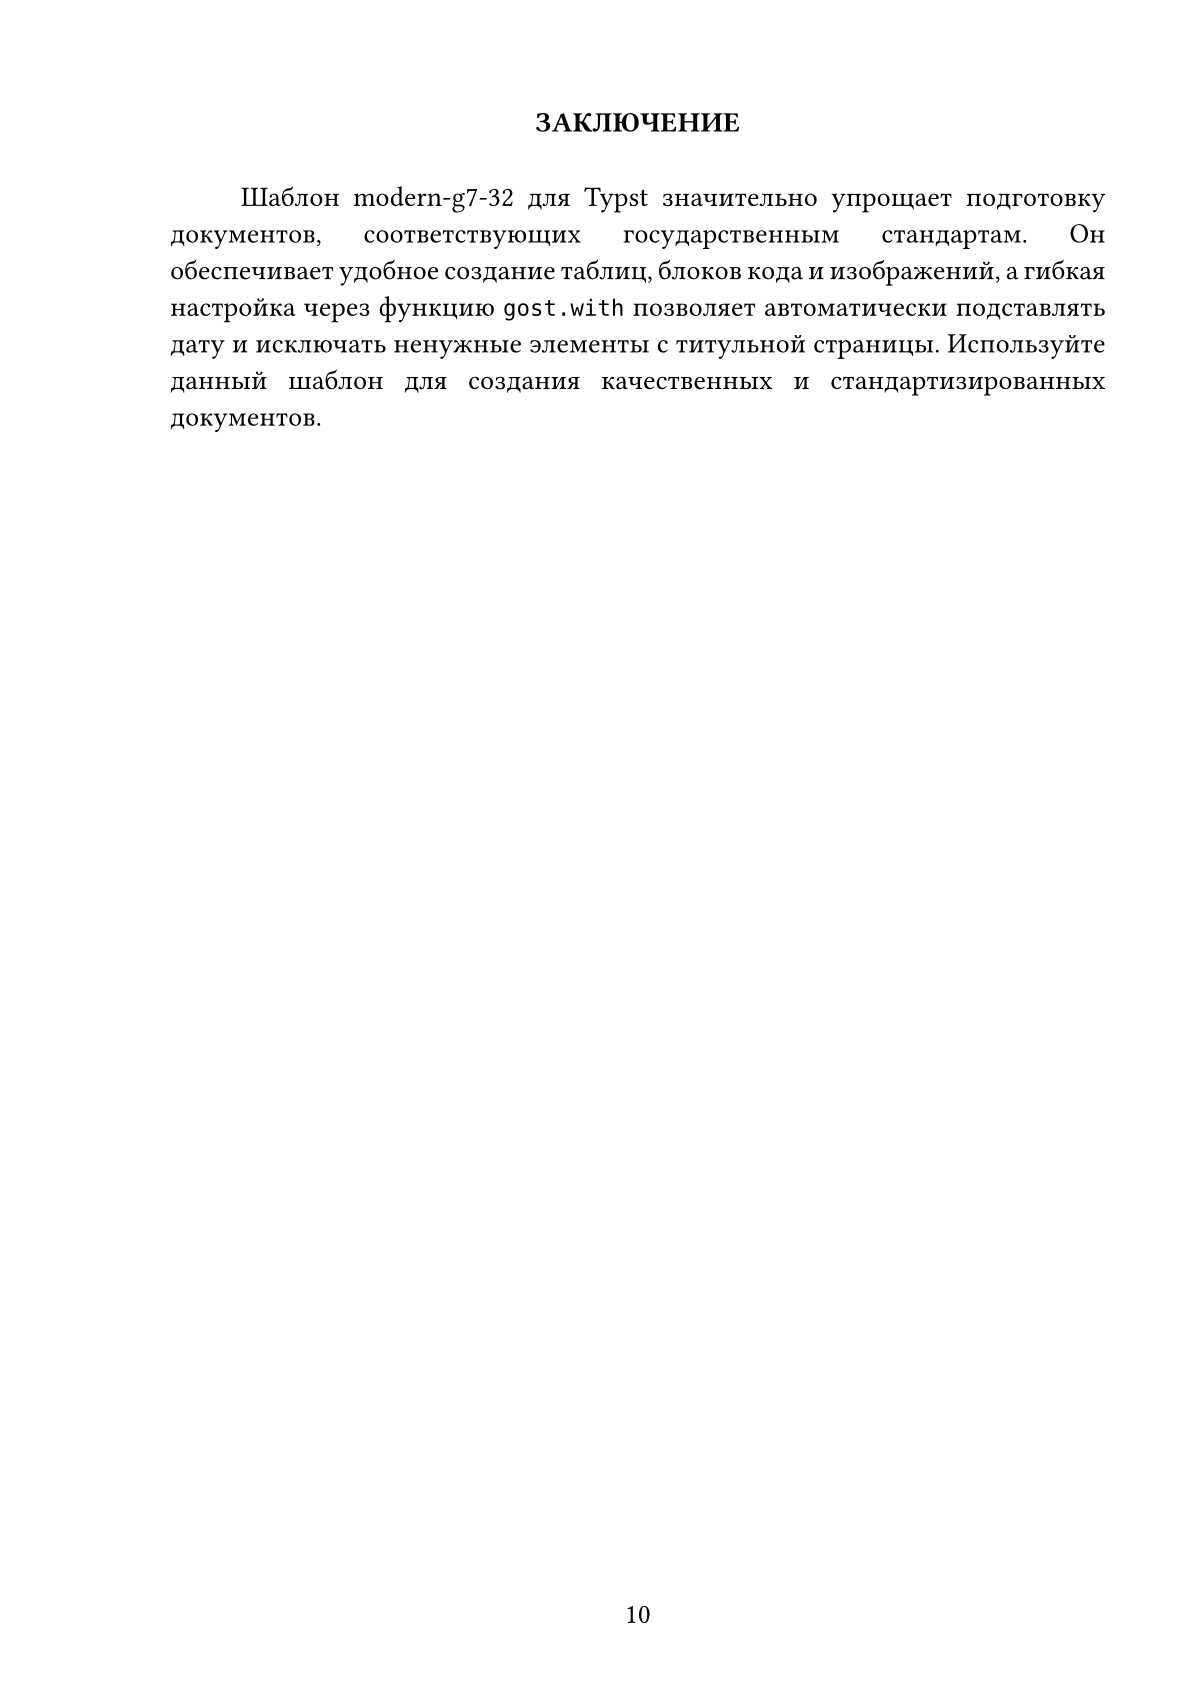 ЗАКЛЮЧЕНИЕ
Шаблон modern-g7-32 для Typst значительно упрощает подготовку
документов, соответствующих государственным стандартам. Он
обеспечивает удобное создание таблиц, блоков кода и изображений, а гибкая
настройка через функцию gost.with позволяет автоматически подставлять
дату и исключать ненужные элементы с титульной страницы. Используйте
данный шаблон для создания качественных и стандартизированных
документов.
10